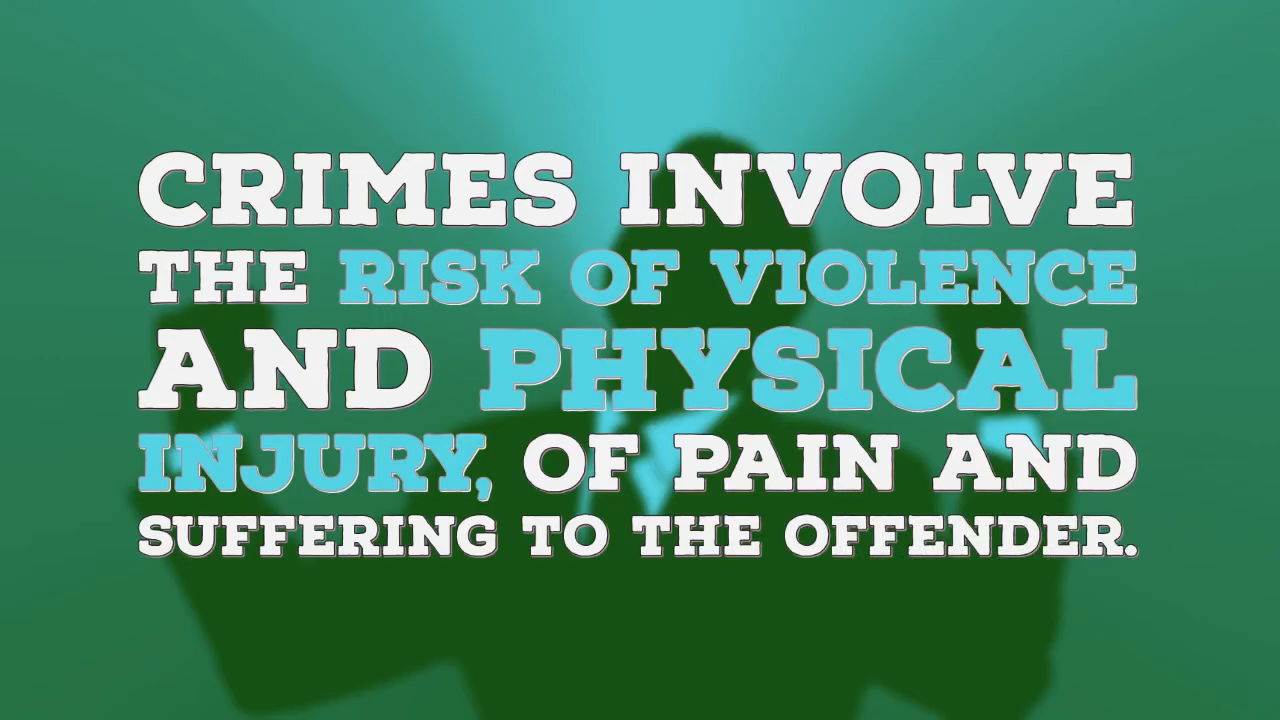 CRIMES INVOLVE
THE RISK OF VIOLENCE
AND PHYSICAL
INJURY, OF PAIN AND
SUFFERING TO THE OFFENDER.